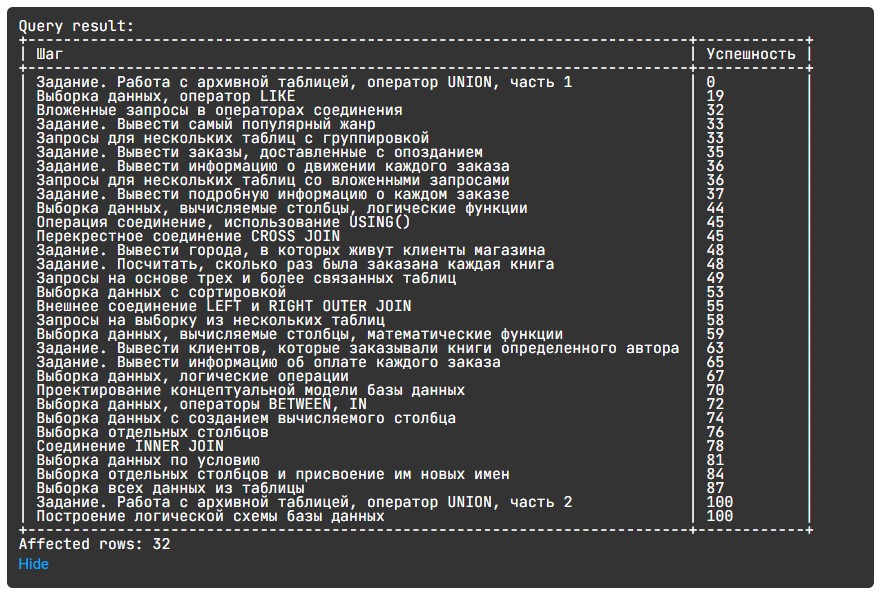 Query result:
+------------------------------------------------------------------------+------------+
| Шаг | Успешность |
+------------------------------------------------------------------------+------------+
| Задание. Работа с архивной таблицей, оператор UNION, часть 1 | 0 |
| Выборка данных, оператор LIKE | 19 |
| Вложенные запросы в операторах соединения | 32 |
| Задание. Вывести самый популярный жанр | 33 |
| Запросы для нескольких таблиц с группировкой | 33 |
| Задание. Вывести заказы, доставленные с опозданием | 35 |
| Задание. Вывести информацию о движении каждого заказа | 36 |
| Запросы для нескольких таблиц со вложенными запросами | 36 |
| Задание. Вывести подробную информацию о каждом заказе | 37 |
| Выборка данных, вычисляемые столбцы, логические функции | 44 |
| Операция соединение, использование USING() | 45 |
| Перекрестное соединение CROSS JOIN | 45 |
| Задание. Вывести города, в которых живут клиенты магазина | 48 |
| Задание. Посчитать, сколько раз была заказана каждая книга | 48 |
| Запросы на основе трех и более связанных таблиц | 49 |
| Выборка данных с сортировкой | 53 |
| Внешнее соединение LEFT и RIGHT OUTER JOIN | 55 |
| Запросы на выборку из нескольких таблиц | 58 |
| Выборка данных, вычисляемые столбцы, математические функции | 59 |
| Задание. Вывести клиентов, которые заказывали книги определенного автора | 63 |
| Задание. Вывести информацию об оплате каждого заказа | 65 |
| Выборка данных, логические операции | 67 |
| Проектирование концептуальной модели базы данных | 70 |
| Выборка данных, операторы BETWEEN, IN | 72 |
| Выборка данных с созданием вычисляемого столбца | 74 |
| Выборка отдельных столбцов | 76 |
| Соединение INNER JOIN | 78 |
| Выборка данных по условию | 81 |
| Выборка отдельных столбцов и присвоение им новых имен | 84 |
| Выборка всех данных из таблицы | 87 |
| Задание. Работа с архивной таблицей, оператор UNION, часть 2 | 100 |
| Построение логической схемы базы данных | 100 |
+------------------------------------------------------------------------+------------+
Affected rows: 32
Hide